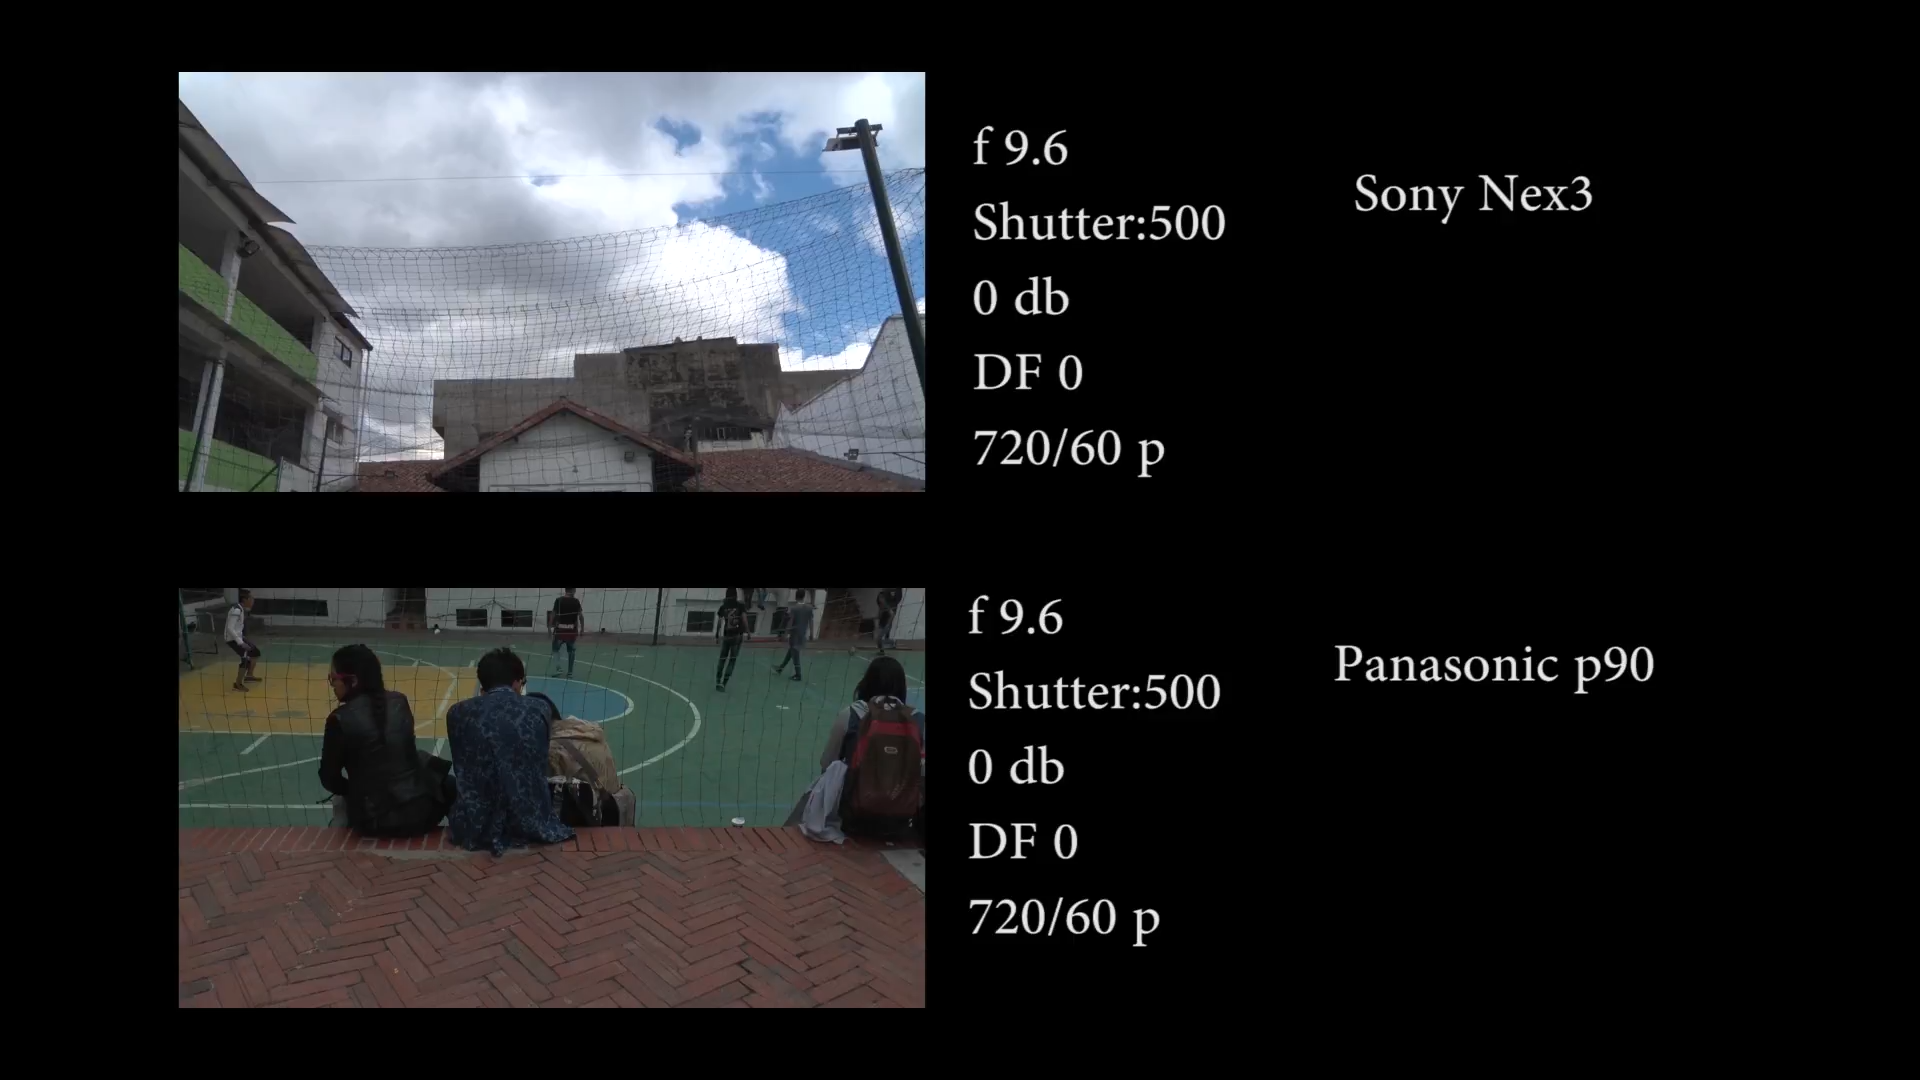 f 9.6
Shutter:500
0 db
DF 0
720/60 p
Sony Nex3
f 9.6
Shutter:500
0 db
DF 0
720/60 p
Panasonic p90